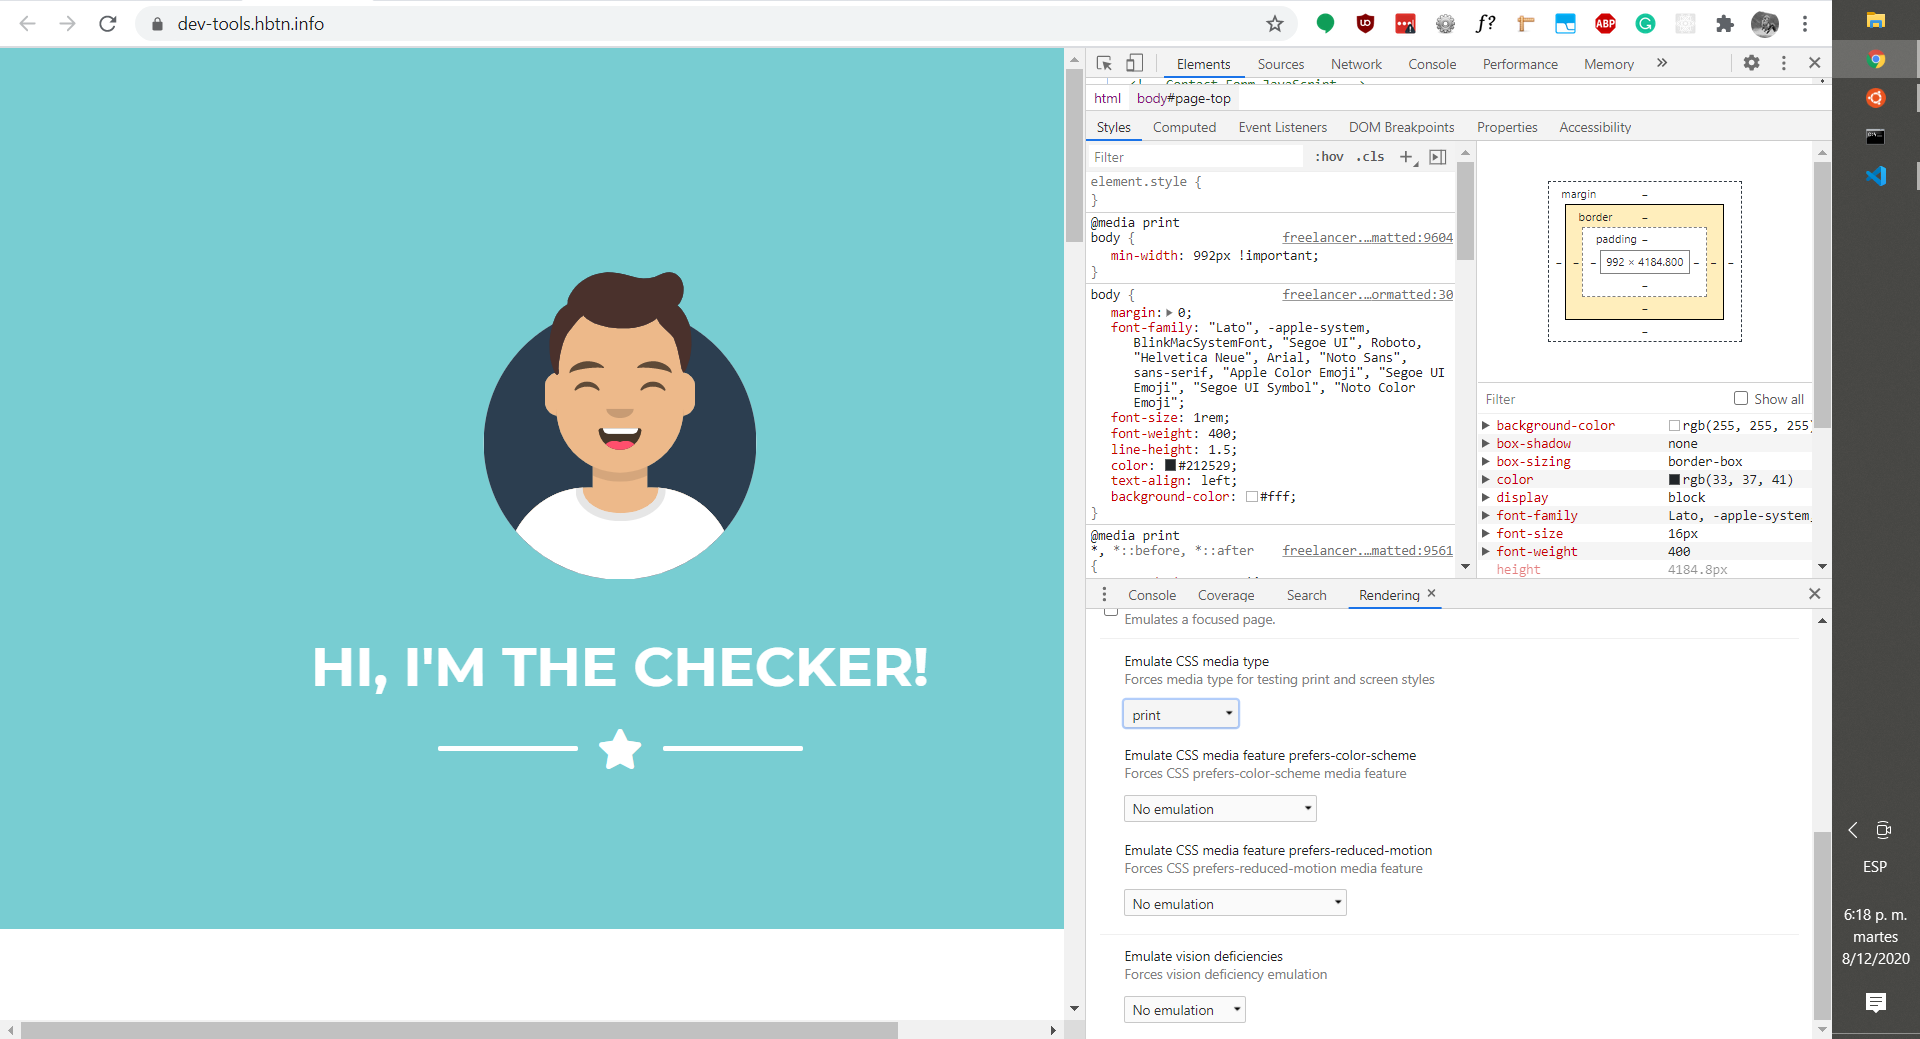 dev-tools.hbtn.info
f?
ABP
Elements Sources Network Console Performance Memory »
<!-- Contact Form JavaScript -->
html body#page-top
Styles Computed Event Listeners DOM Breakpoints Properties Accessibility
Filter :hov .cls +
element.style {
}
@media print
body { freelancer.…matted:9604
min-width: 992px !important;
}
body { freelancer.…ormatted:30
margin: 0;
font-family: "Lato", -apple-system,
BlinkMacSystemFont, "Segoe UI", Roboto,
"Helvetica Neue", Arial, "Noto Sans",
sans-serif, "Apple Color Emoji", "Segoe UI
Emoji", "Segoe UI Symbol", "Noto Color
Emoji";
font-size: 1rem;
font-weight: 400;
line-height: 1.5;
color: #212529;
text-align: left;
background-color: #fff;
}
@media print
*, *::before, *::after freelancer.…matted:9561
{
margin –
border –
padding –
– – – 992 × 4184.800 – – –
–
–
–
Filter Show all
background-color rgb(255, 255, 255)
box-shadow none
box-sizing border-box
color rgb(33, 37, 41)
display block
font-family Lato, -apple-system,
font-size 16px
font-weight 400
height 4184.8px
Console Coverage Search Rendering
Emulates a focused page.
Emulate CSS media type
Forces media type for testing print and screen styles
print
Emulate CSS media feature prefers-color-scheme
Forces CSS prefers-color-scheme media feature
No emulation
Emulate CSS media feature prefers-reduced-motion
Forces CSS prefers-reduced-motion media feature
No emulation
Emulate vision deficiencies
Forces vision deficiency emulation
No emulation
HI, I'M THE CHECKER!
ESP
6:18 p. m.
martes
8/12/2020